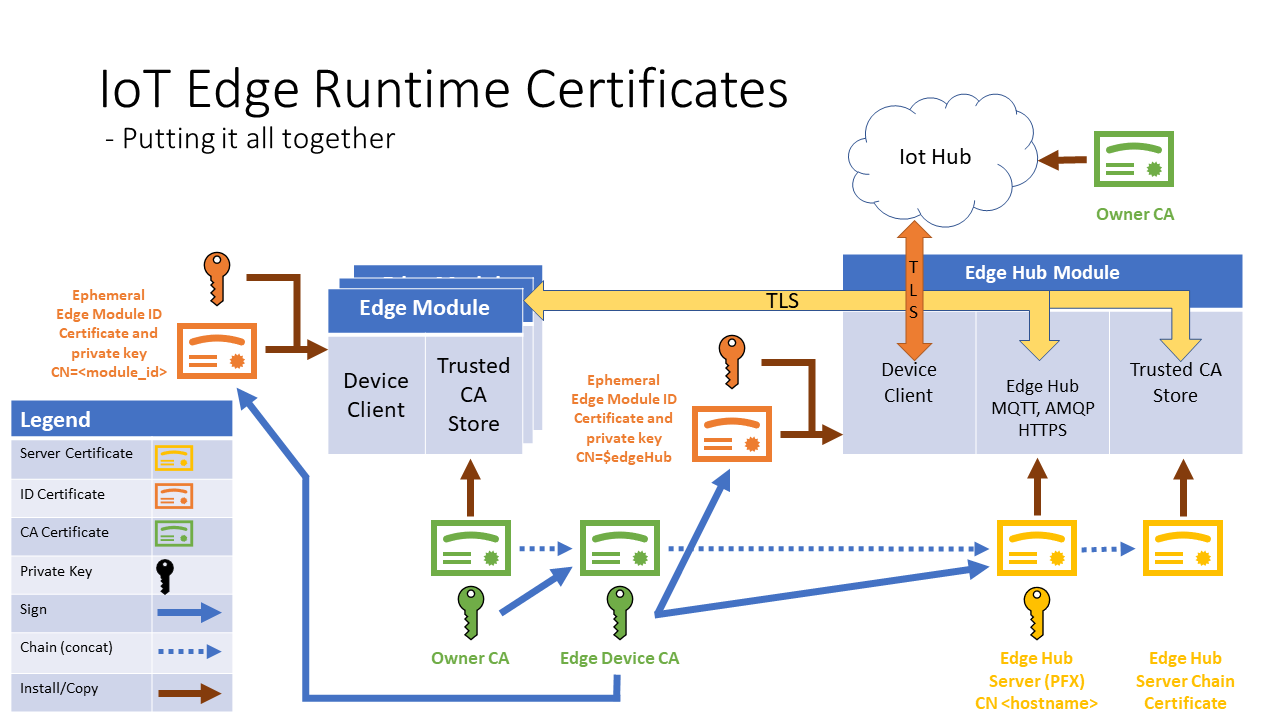 IoT Edge Runtime Certificates
- Putting it all together
Iot Hub
Owner CA
Edge Hub Module
T
L
S
TLS
Device
Client
Edge Hub
MQTT, AMQP
HTTPS
Trusted CA
Store
Ephemeral
Edge Module ID
Certificate and
private key
CN=<module_id>
Edge Module
Device
Client
Trusted
CA
Store
Ephemeral
Edge Module ID
Certificate and
private key
CN=$edgeHub
Legend
Server Certificate
ID Certificate
CA Certificate
Private Key
Sign
Chain (concat)
Install/Copy
Owner CA
Edge Device CA
Edge Hub
Server (PFX)
CN <hostname>
Edge Hub
Server Chain
Certificate